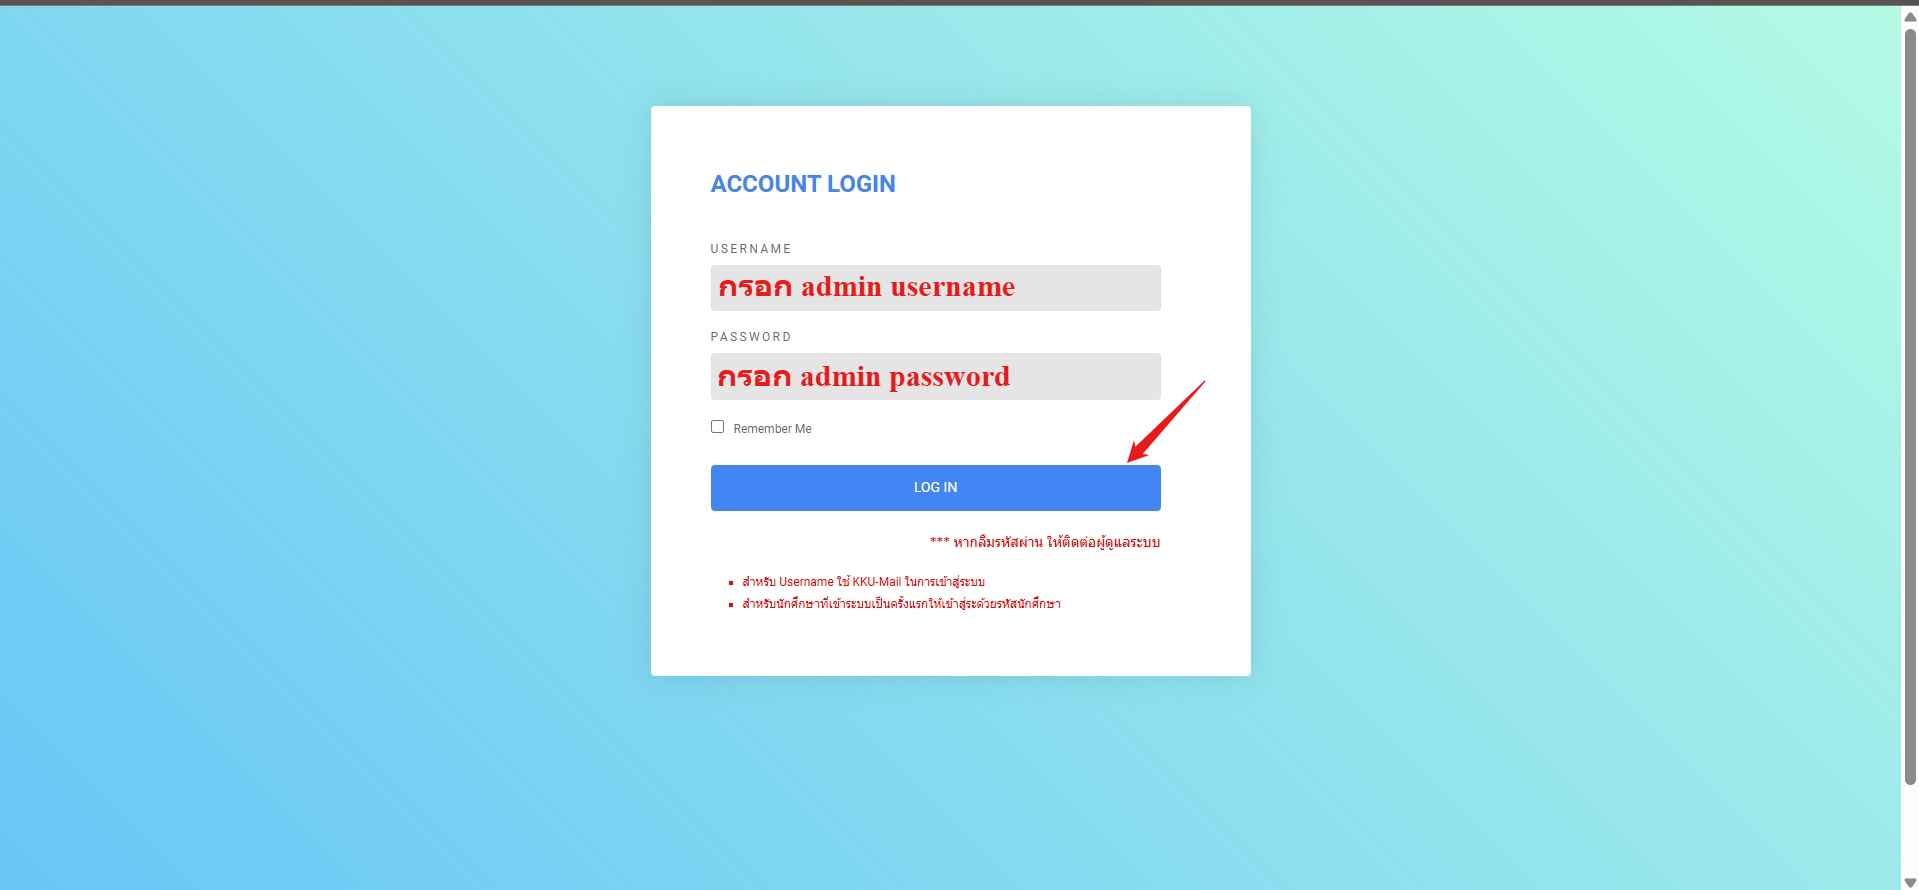 ACCOUNT LOGIN
USERNAME
กรอก admin username
PASSWORD
กรอก admin password
Remember Me
LOG IN
*** หากลืมรหัสผ่าน ให้ติดต่อผู้ดูแลระบบ
สำหรับ Username ใช้ KKU-Mail ในการเข้าสู่ระบบ
สำหรับนักศึกษาที่เข้าระบบเป็นครั้งแรกให้เข้าสู่ระด้วยรหัสนักศึกษา